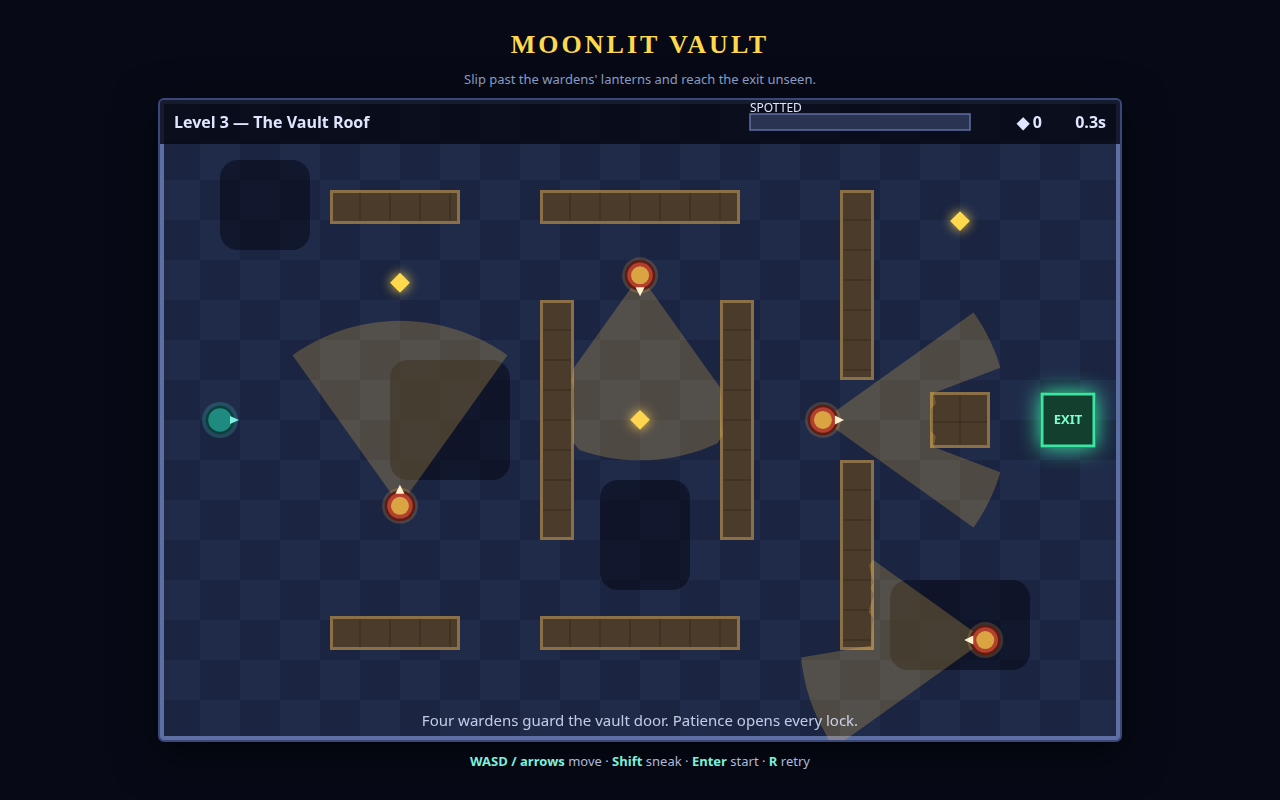 MOONLIT VAULT
Slip past the wardens' lanterns and reach the exit unseen.
SPOTTED
Level 3 — The Vault Roof
◆ 0
0.3s
EXIT
Four wardens guard the vault door. Patience opens every lock.
WASD / arrows move · Shift sneak · Enter start · R retry